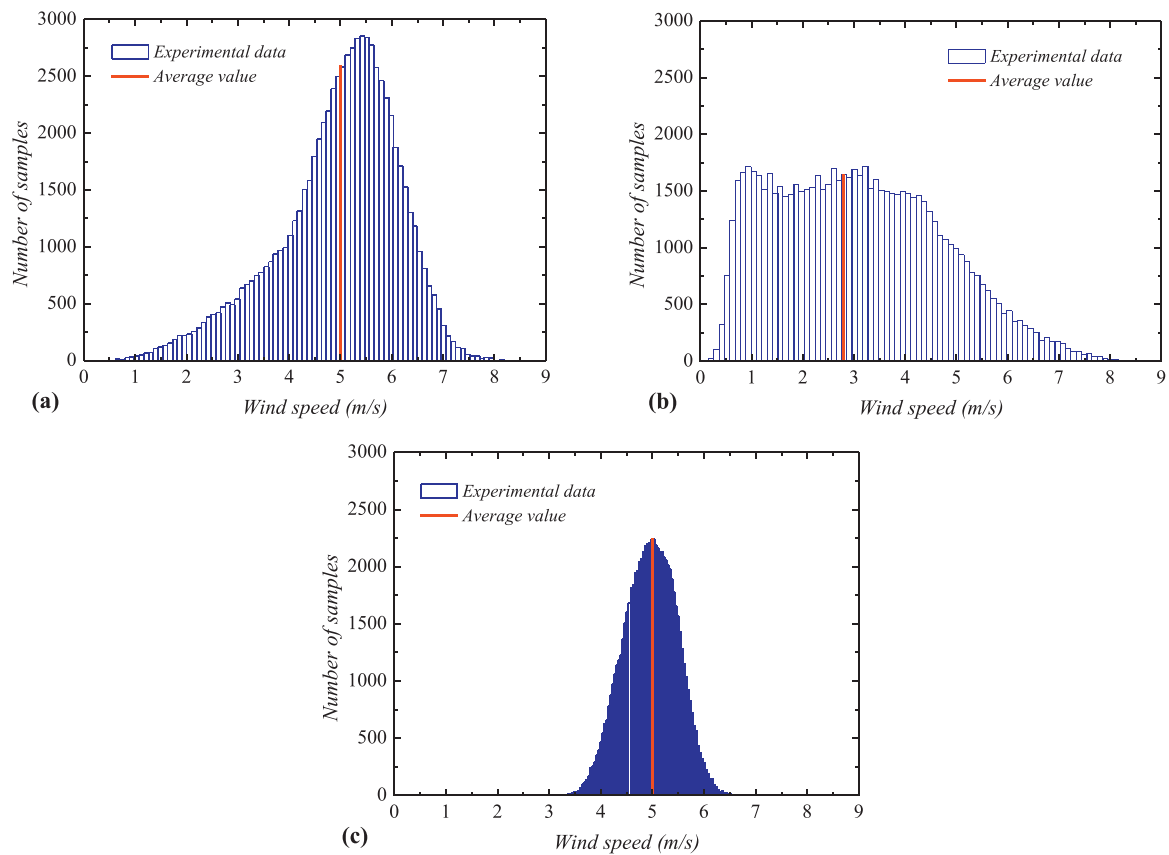 3000
2500
2000
1500
1000
500
0
Number of samples
Experimental data
Average value
0 1 2 3 4 5 6 7 8 9
(a)
Wind speed (m/s)
3000
2500
2000
1500
1000
500
0
Number of samples
Experimental data
Average value
0 1 2 3 4 5 6 7 8 9
(b)
Wind speed (m/s)
3000
2500
2000
1500
1000
500
0
Number of samples
Experimental data
Average value
0 1 2 3 4 5 6 7 8 9
(c)
Wind speed (m/s)